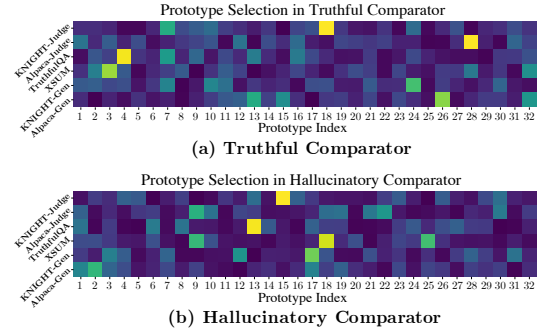 Prototype Selection in Truthful Comparator
KNIGHT-Judge
Alpaca-Judge
TruthfulQA
XSUM
KNIGHT-Gen
Alpaca-Gen
1 2 3 4 5 6 7 8 9 10 11 12 13 14 15 16 17 18 19 20 21 22 23 24 25 26 27 28 29 30 31 32
Prototype Index
(a) Truthful Comparator
Prototype Selection in Hallucinatory Comparator
KNIGHT-Judge
Alpaca-Judge
TruthfulQA
XSUM
KNIGHT-Gen
Alpaca-Gen
1 2 3 4 5 6 7 8 9 10 11 12 13 14 15 16 17 18 19 20 21 22 23 24 25 26 27 28 29 30 31 32
Prototype Index
(b) Hallucinatory Comparator